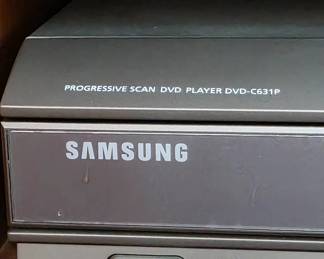 PROGRESSIVE SCAN DVD PLAYER DVD-C631P
SAMSUNG